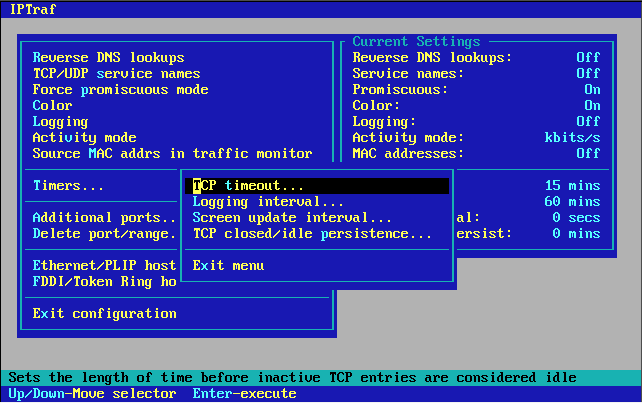 IPTraf
Current Settings
Reverse DNS lookups
TCP/UDP service names
Force promiscuous mode
Color
Logging
Activity mode
Source MAC addrs in traffic monitor
Timers...
Additional ports..
Delete port/range.
Ethernet/PLIP host
FDDI/Token Ring ho
Exit configuration
Reverse DNS lookups: Off
Service names: Off
Promiscuous: On
Color: On
Logging: Off
Activity mode: kbits/s
MAC addresses: Off
15 mins
60 mins
al: 0 secs
ersist: 0 mins
TCP timeout...
Logging interval...
Screen update interval...
TCP closed/idle persistence...
Exit menu
Sets the length of time before inactive TCP entries are considered idle
Up/Down-Move selector Enter-execute